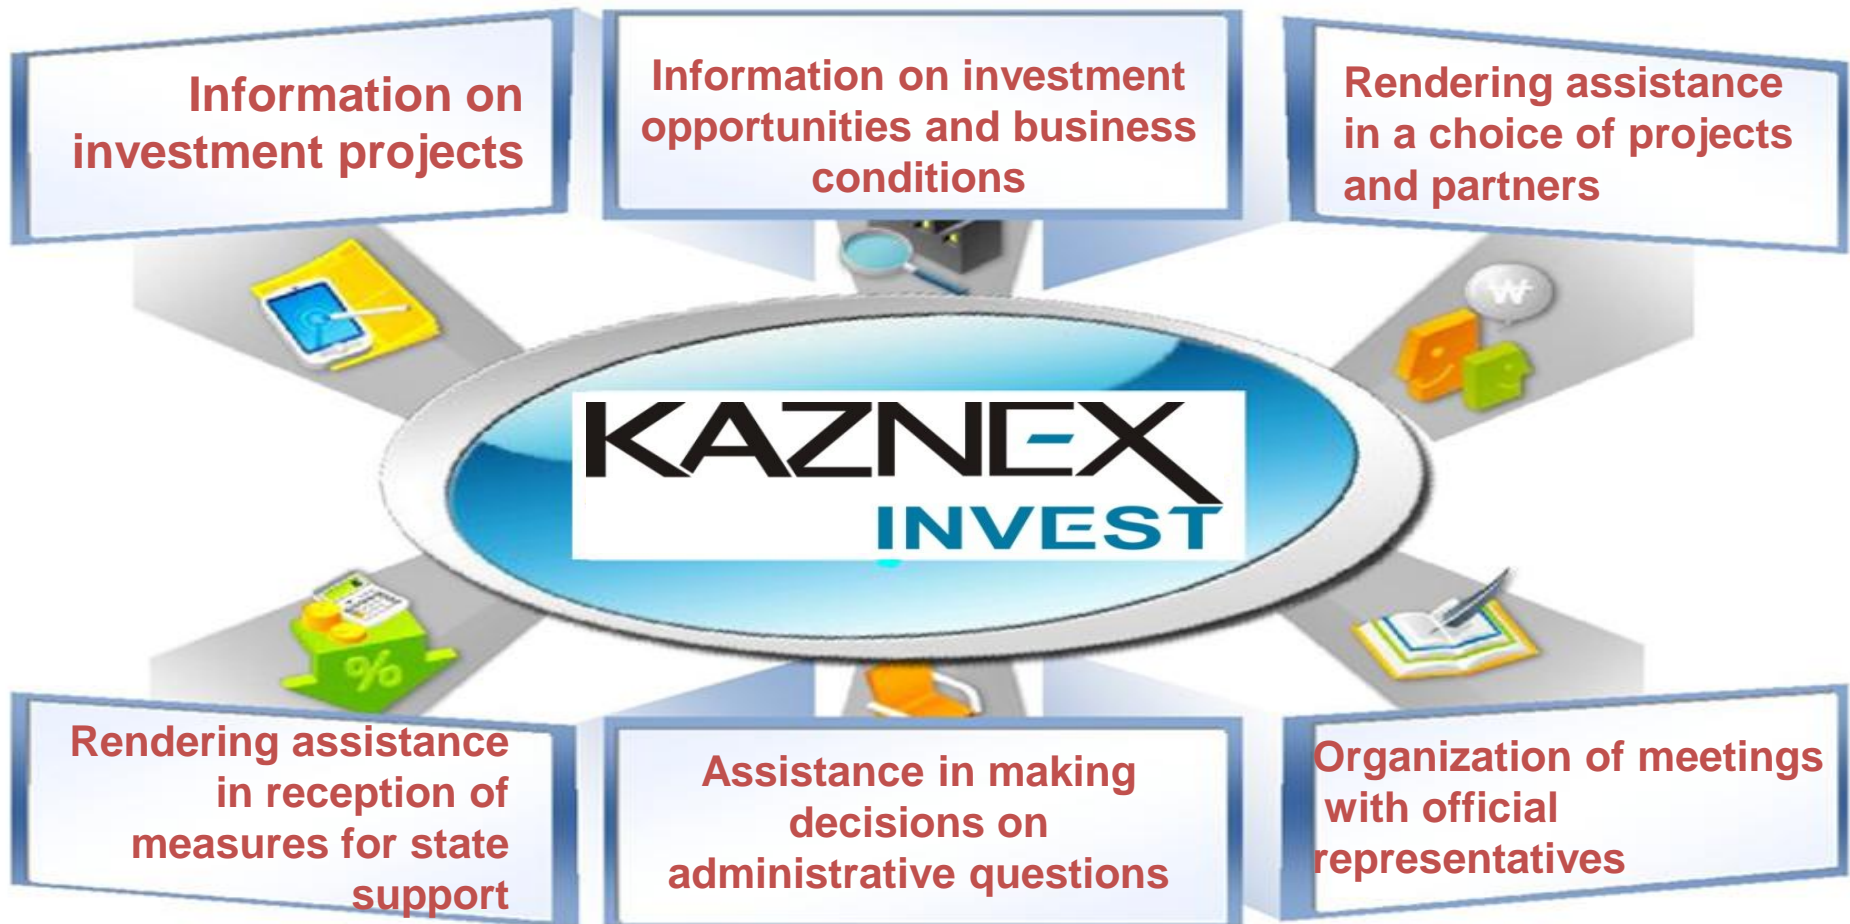 Information on
investment projects
Information on investment
opportunities and business
conditions
Rendering assistance
in a choice of projects
and partners
₩
KAZNEX
INVEST
%
Rendering assistance
in reception of
measures for state
support
Assistance in making
decisions on
administrative questions
Organization of meetings
with official
representatives